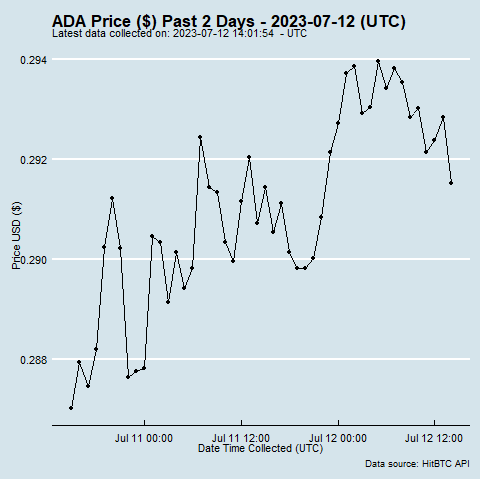 ADA Price ($) Past 2 Days - 2023-07-12 (UTC)
Latest data collected on: 2023-07-12 14:01:54 - UTC
0.294
0.292
0.290
0.288
Price USD ($)
Jul 11 00:00 Jul 11 12:00 Jul 12 00:00 Jul 12 12:00
Date Time Collected (UTC)
Data source: HitBTC API